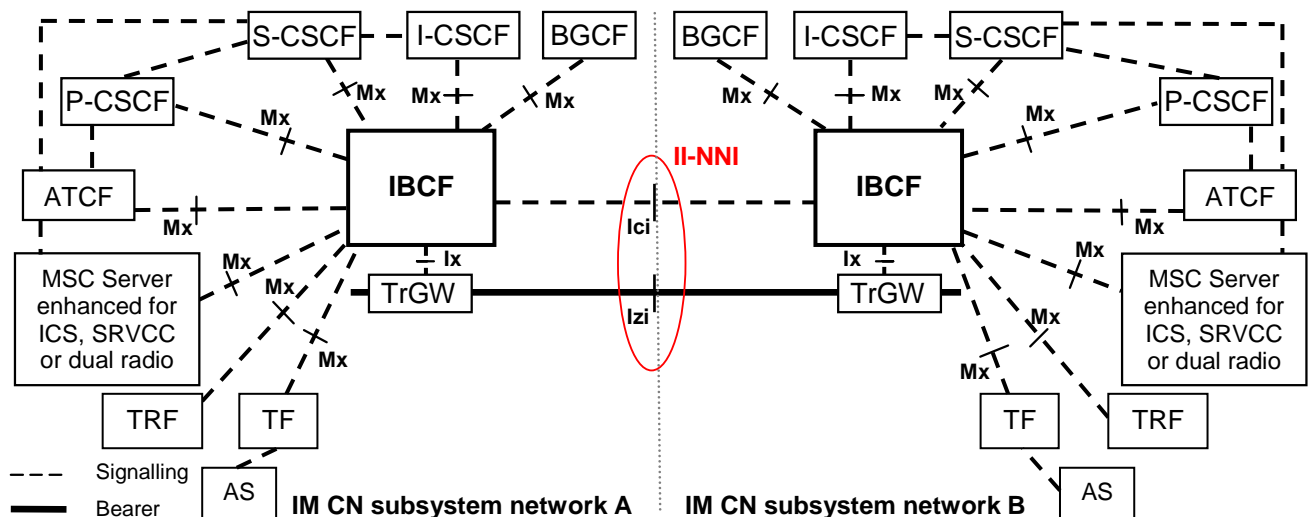 S-CSCF
I-CSCF
BGCF
BGCF
I-CSCF
S-CSCF
P-CSCF
Mx
Mx
Mx
Mx
Mx
Mx
P-CSCF
Mx
Mx
II-NNI
ATCF
IBCF
IBCF
ATCF
Mx
Ici
Mx
MSC Server
enhanced for
ICS, SRVCC
or dual radio
Mx
Ix
Ix
Mx
MSC Server
enhanced for
ICS, SRVCC
or dual radio
TrGW
TrGW
Mx
Izi
Mx
Mx
Mx
TRF
TF
TF
TRF
Signalling
AS
AS
Bearer
IM CN subsystem network A
IM CN subsystem network B